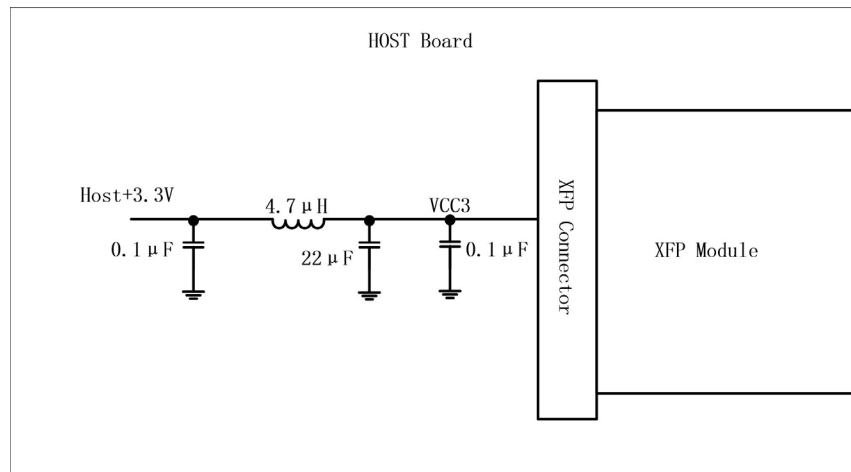 HOST Board
Host+3.3V
4.7μH
VCC3
0.1μF
22μF
0.1μF
XFP Connector
XFP Module